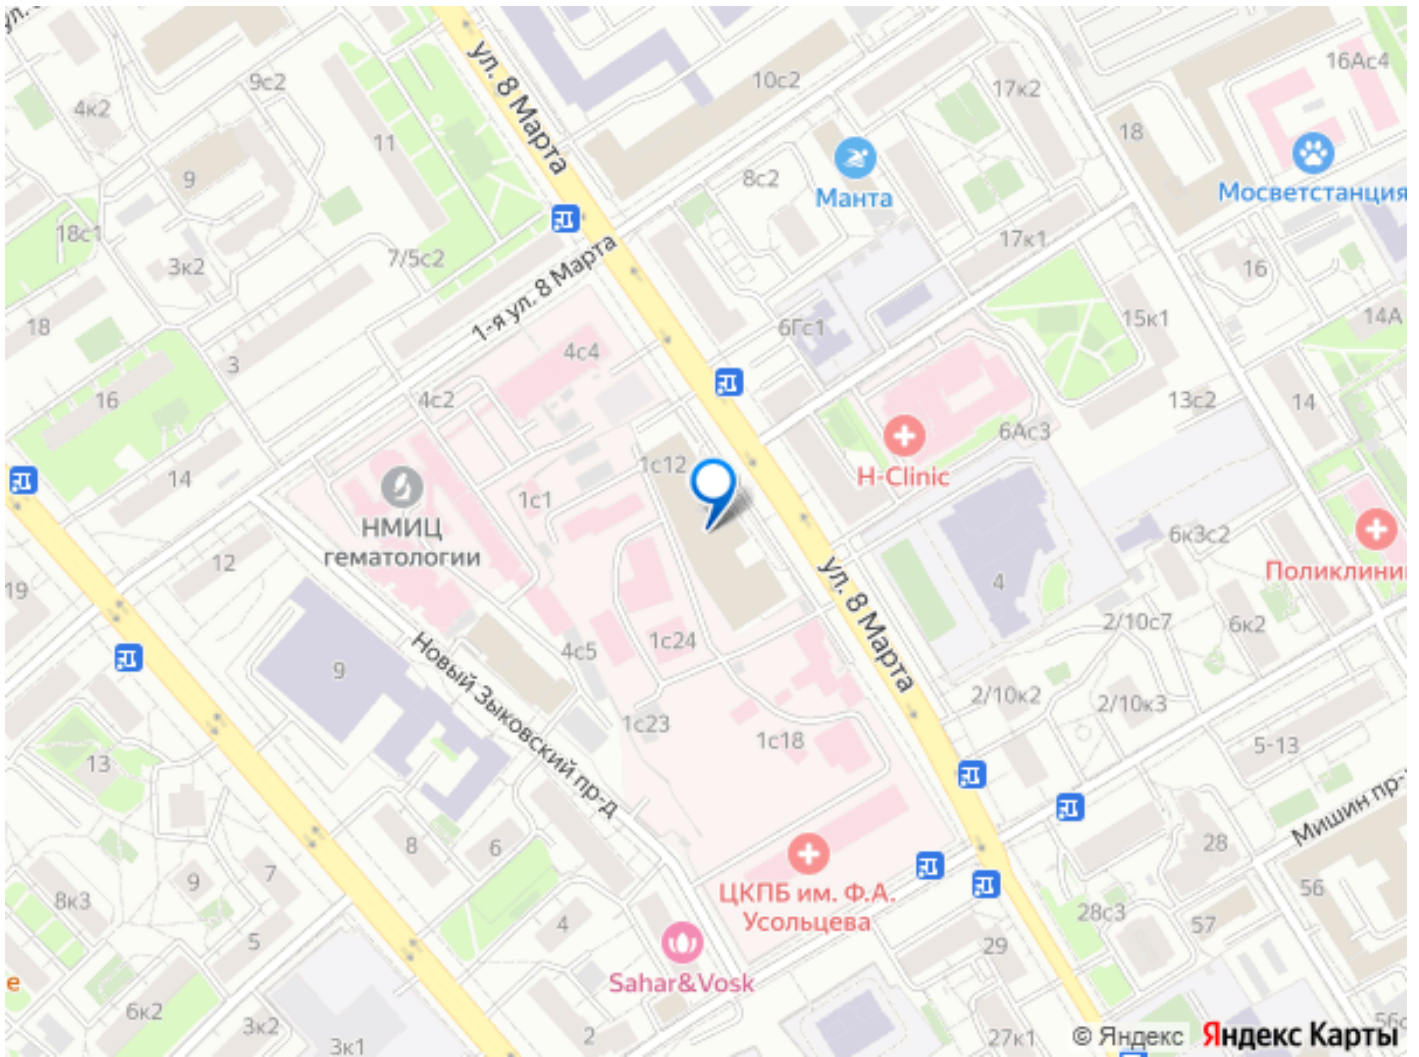 9с2
10с2
16Ас4
17к2
4к2
ул. 8 Марта
18
11
9
8с2
Манта
Мосветстанция
18с1
3к2
7/5с2
17к1
16
1-я ул. 8 Марта
18
6Гс1
15к1
14А
3
4с4
16
4с2
13с2
14
6Ас3
H-Clinic
14
1с12
1с1
НМИЦ
гематологии
4
6к3с2
12
19
ул. 8 Марта
2/10с7
6к2
Новый Зыковский пр-д
1с24
4с5
9
2/10к2
2/10к3
1с23
1с18
5-13
13
Мишин пр-
8
6
28
7
9
8к3
ЦКПБ им. Ф.А.
Усольцева
56
28с3
57
4
5
29
Sahar&Vosk
е
6к2
3к2
3к1
2
27к1
© Яндекс
Яндекс Карты